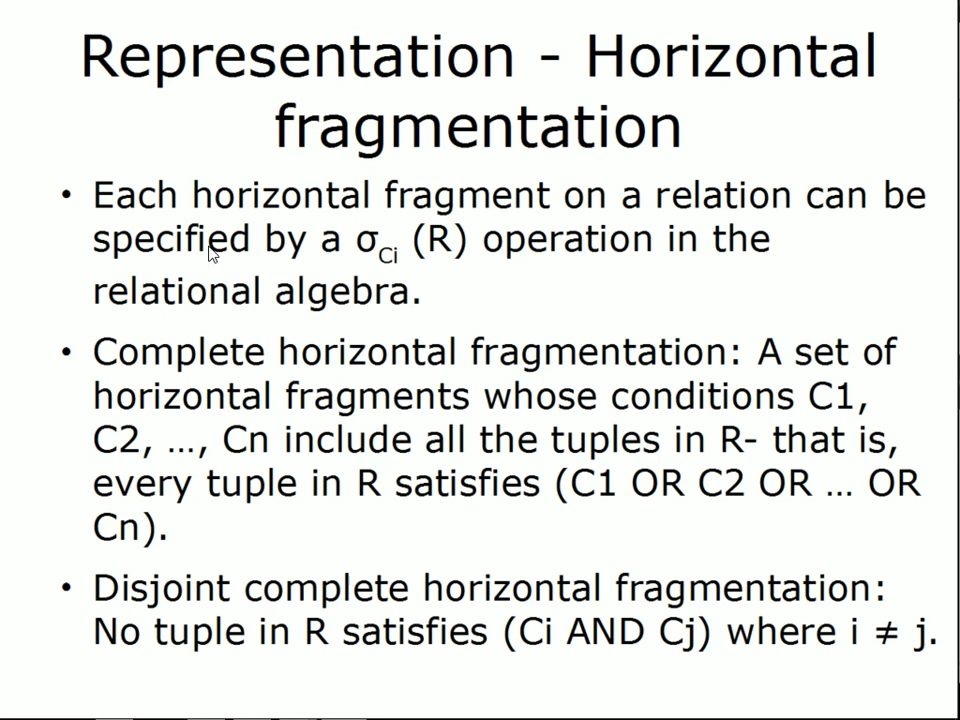 Representation - Horizontal
fragmentation
• Each horizontal fragment on a relation can be
specified by a σCi (R) operation in the
relational algebra.
• Complete horizontal fragmentation: A set of
horizontal fragments whose conditions C1,
C2, …, Cn include all the tuples in R- that is,
every tuple in R satisfies (C1 OR C2 OR … OR
Cn).
• Disjoint complete horizontal fragmentation:
No tuple in R satisfies (Ci AND Cj) where i ≠ j.